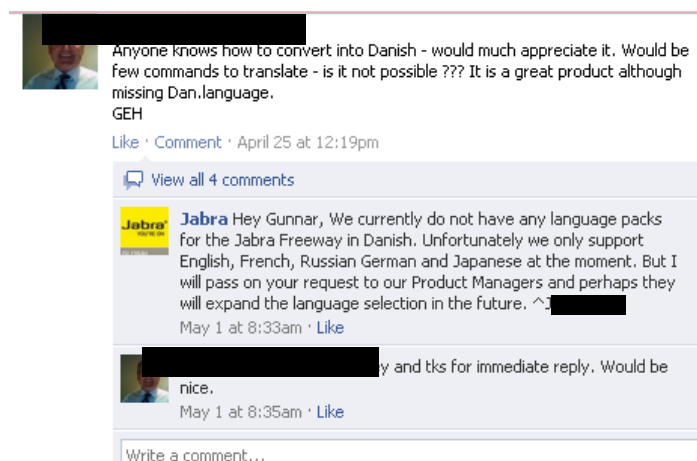 Anyone knows how to convert into Danish - would much appreciate it. Would be
few commands to translate - is it not possible ??? It is a great product although
missing Dan.language.
GEH
Like · Comment · April 25 at 12:19pm
View all 4 comments
Jabra
YOU'RE ON
Jabra Hey Gunnar, We currently do not have any language packs
for the Jabra Freeway in Danish. Unfortunately we only support
English, French, Russian German and Japanese at the moment. But I
will pass on your request to our Product Managers and perhaps they
will expand the language selection in the future. ^J
May 1 at 8:33am · Like
y and tks for immediate reply. Would be
nice.
May 1 at 8:35am · Like
Write a comment...